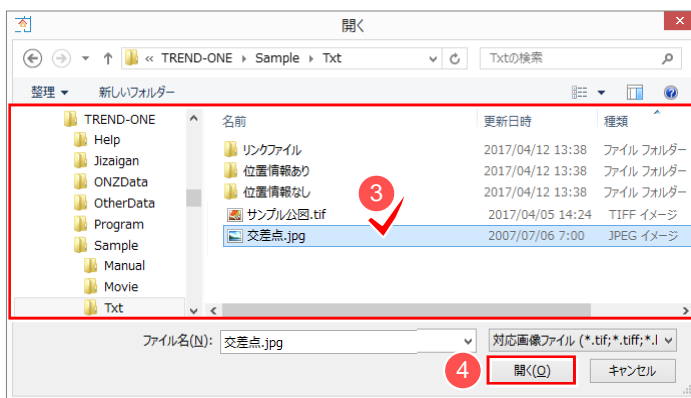 開く
« TREND-ONE Sample Txt
Txtの検索
整理 新しいフォルダー
TREND-ONE
Help
Jizaigan
ONZData
OtherData
Program
Sample
Manual
Movie
Txt
名前 更新日時 種類
リンクファイル 2017/04/12 13:38 ファイル フォルダー
位置情報あり 2017/04/12 13:38 ファイル フォルダー
位置情報なし 2017/04/12 13:38 ファイル フォルダー
3
サンプル公図.tif 2017/04/05 14:24 TIFF イメージ
交差点.jpg 2007/07/06 7:00 JPEG イメージ
ファイル名(N): 交差点.jpg
対応画像ファイル (*.tif;*.tiff;*.l
4
開く(O) キャンセル